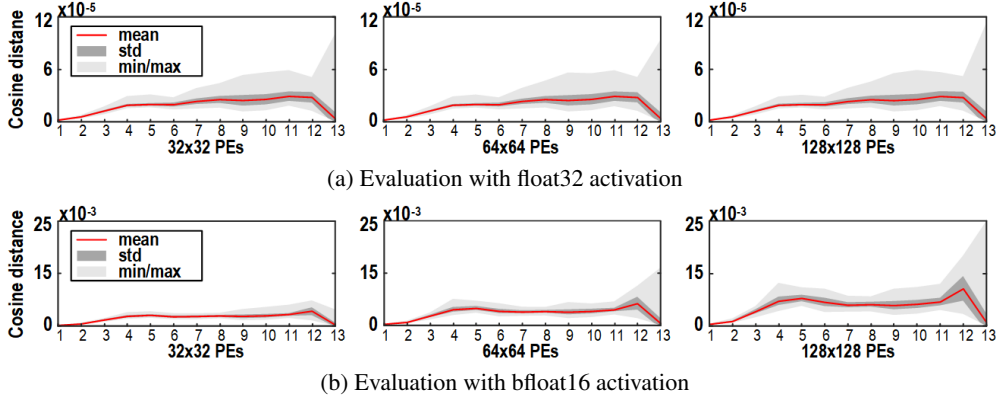 x10-5
12
6
0
Cosine distane
mean
std
min/max
1 2 3 4 5 6 7 8 9 10 11 12 13
32x32 PEs
x10-5
12
6
0
1 2 3 4 5 6 7 8 9 10 11 12 13
64x64 PEs
x10-5
12
6
0
1 2 3 4 5 6 7 8 9 10 11 12 13
128x128 PEs
(a) Evaluation with float32 activation
x10-3
25
15
0
Cosine distance
mean
std
min/max
1 2 3 4 5 6 7 8 9 10 11 12 13
32x32 PEs
x10-3
25
15
0
1 2 3 4 5 6 7 8 9 10 11 12 13
64x64 PEs
x10-3
25
15
0
1 2 3 4 5 6 7 8 9 10 11 12 13
128x128 PEs
(b) Evaluation with bfloat16 activation